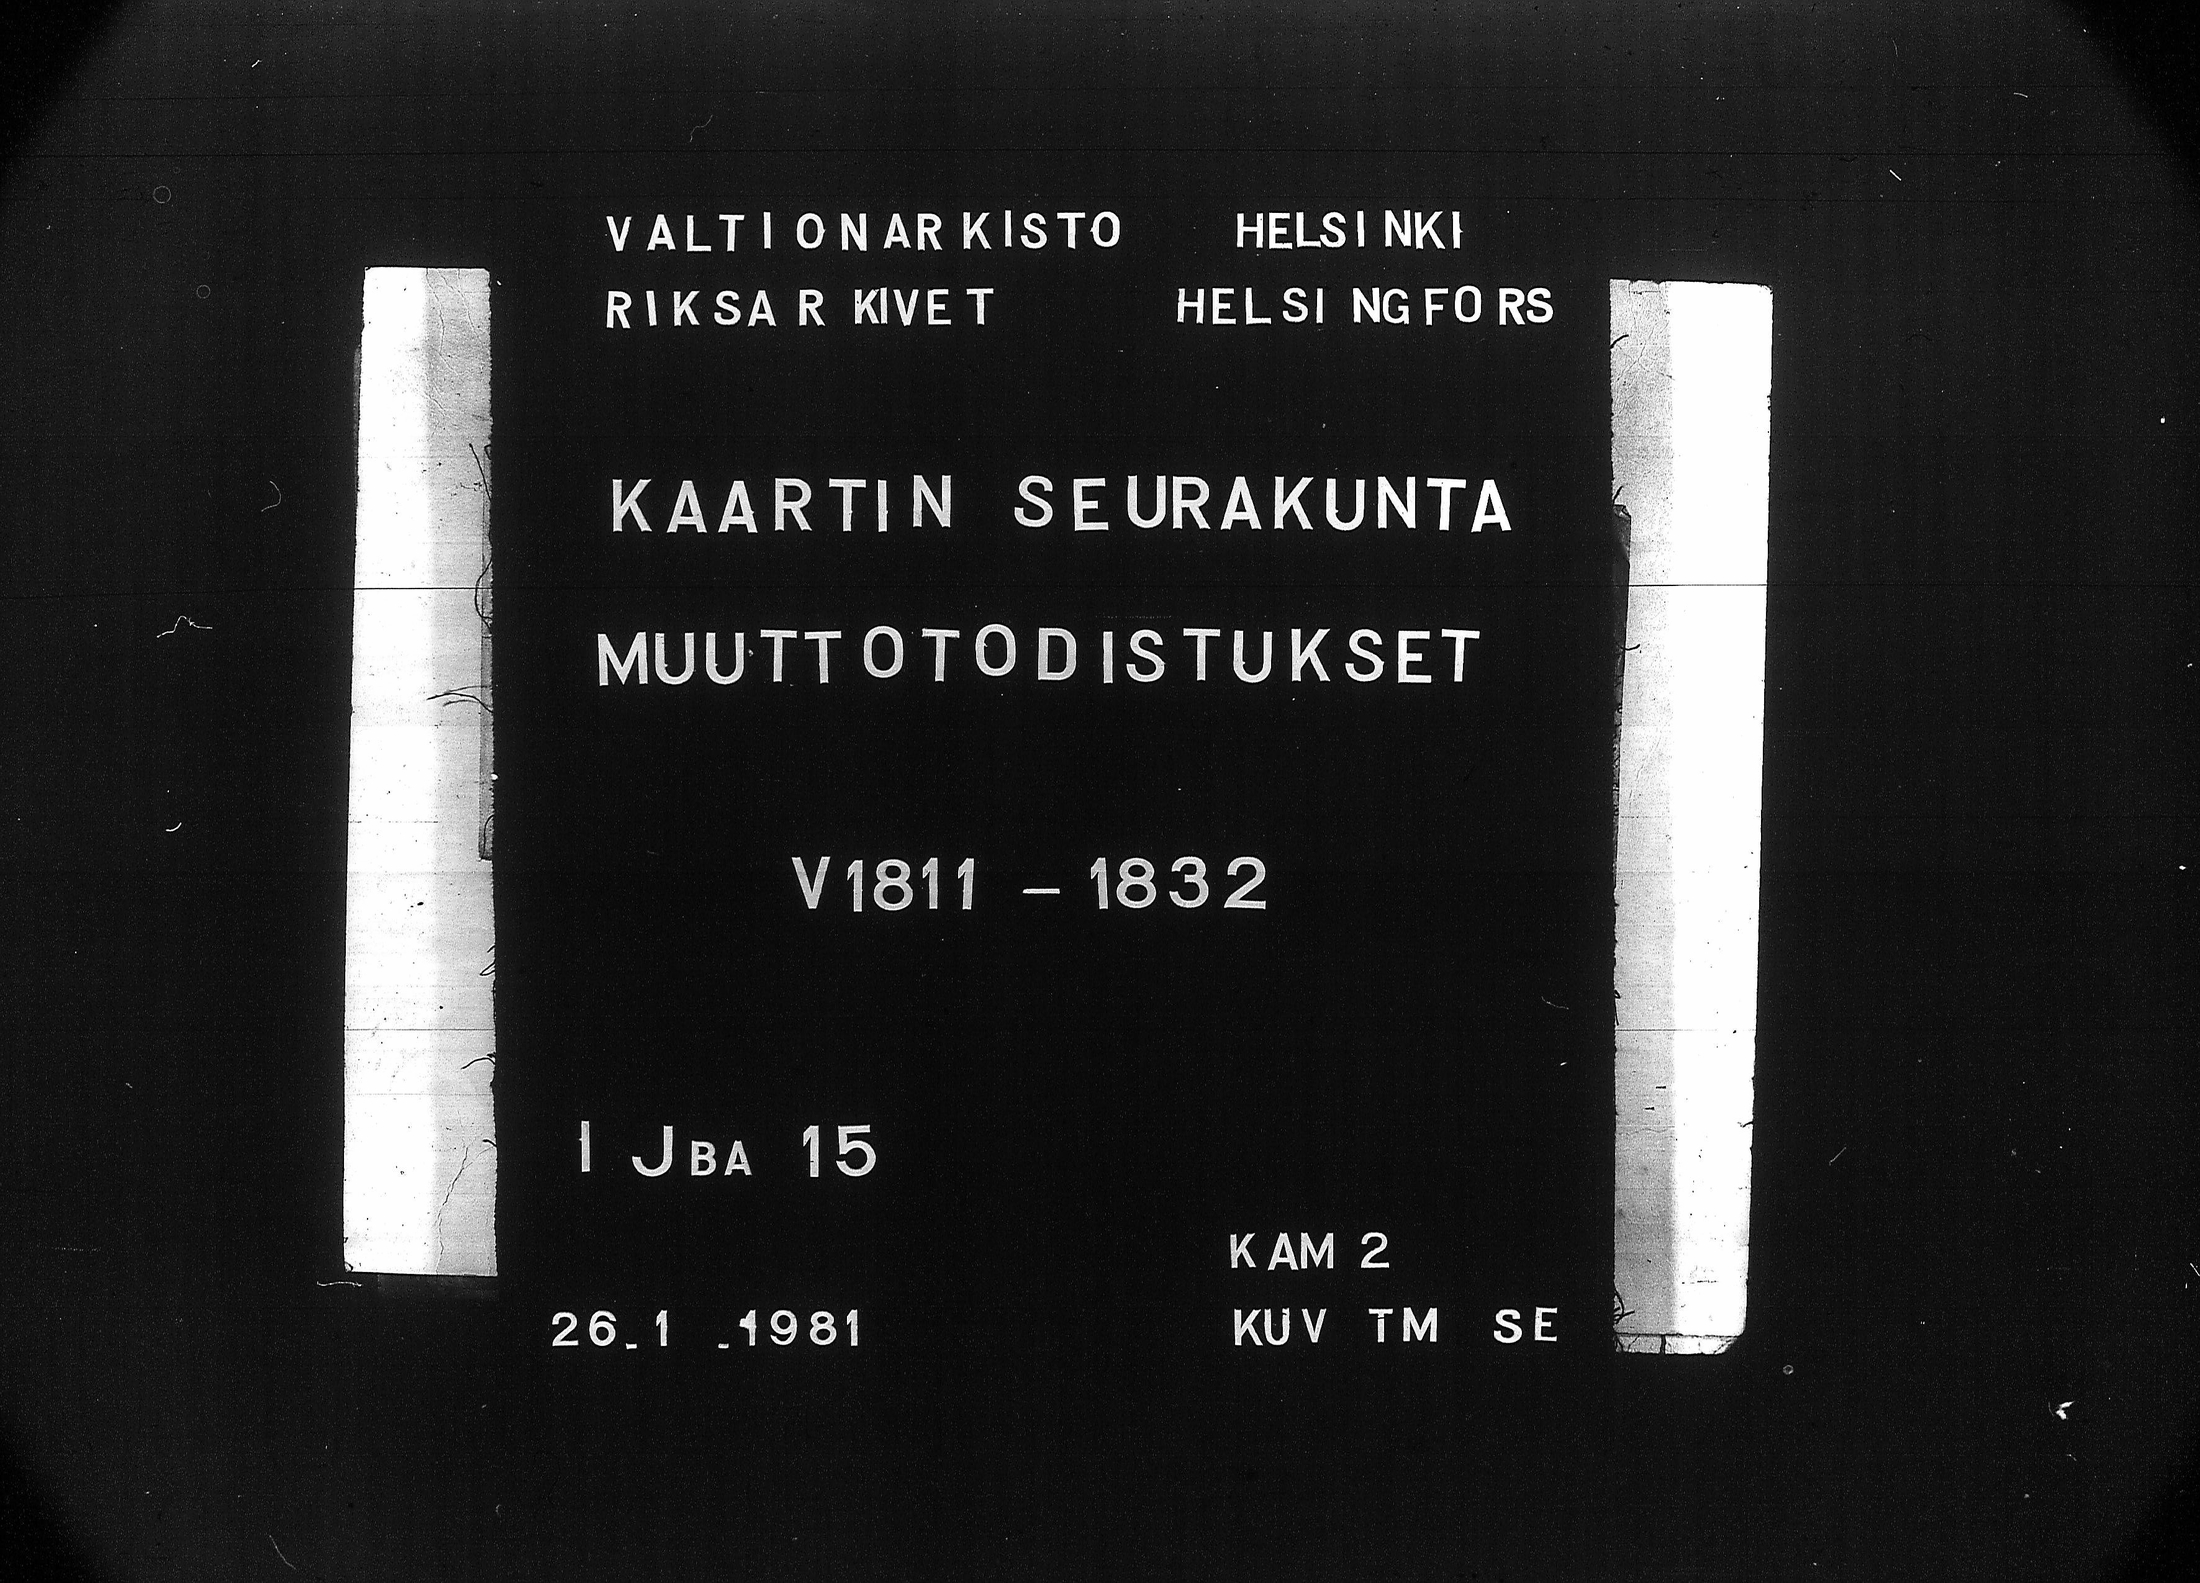 VALTIONARKISTO HELSINKI
RIKSARKIVET HELSINGFORS
KAARTIN SEURAKUNTA
MUUTTOTODISTUKSET
V1811 – 1832
I JBA 15
KAM 2
26.1.1981 KUV TM SE